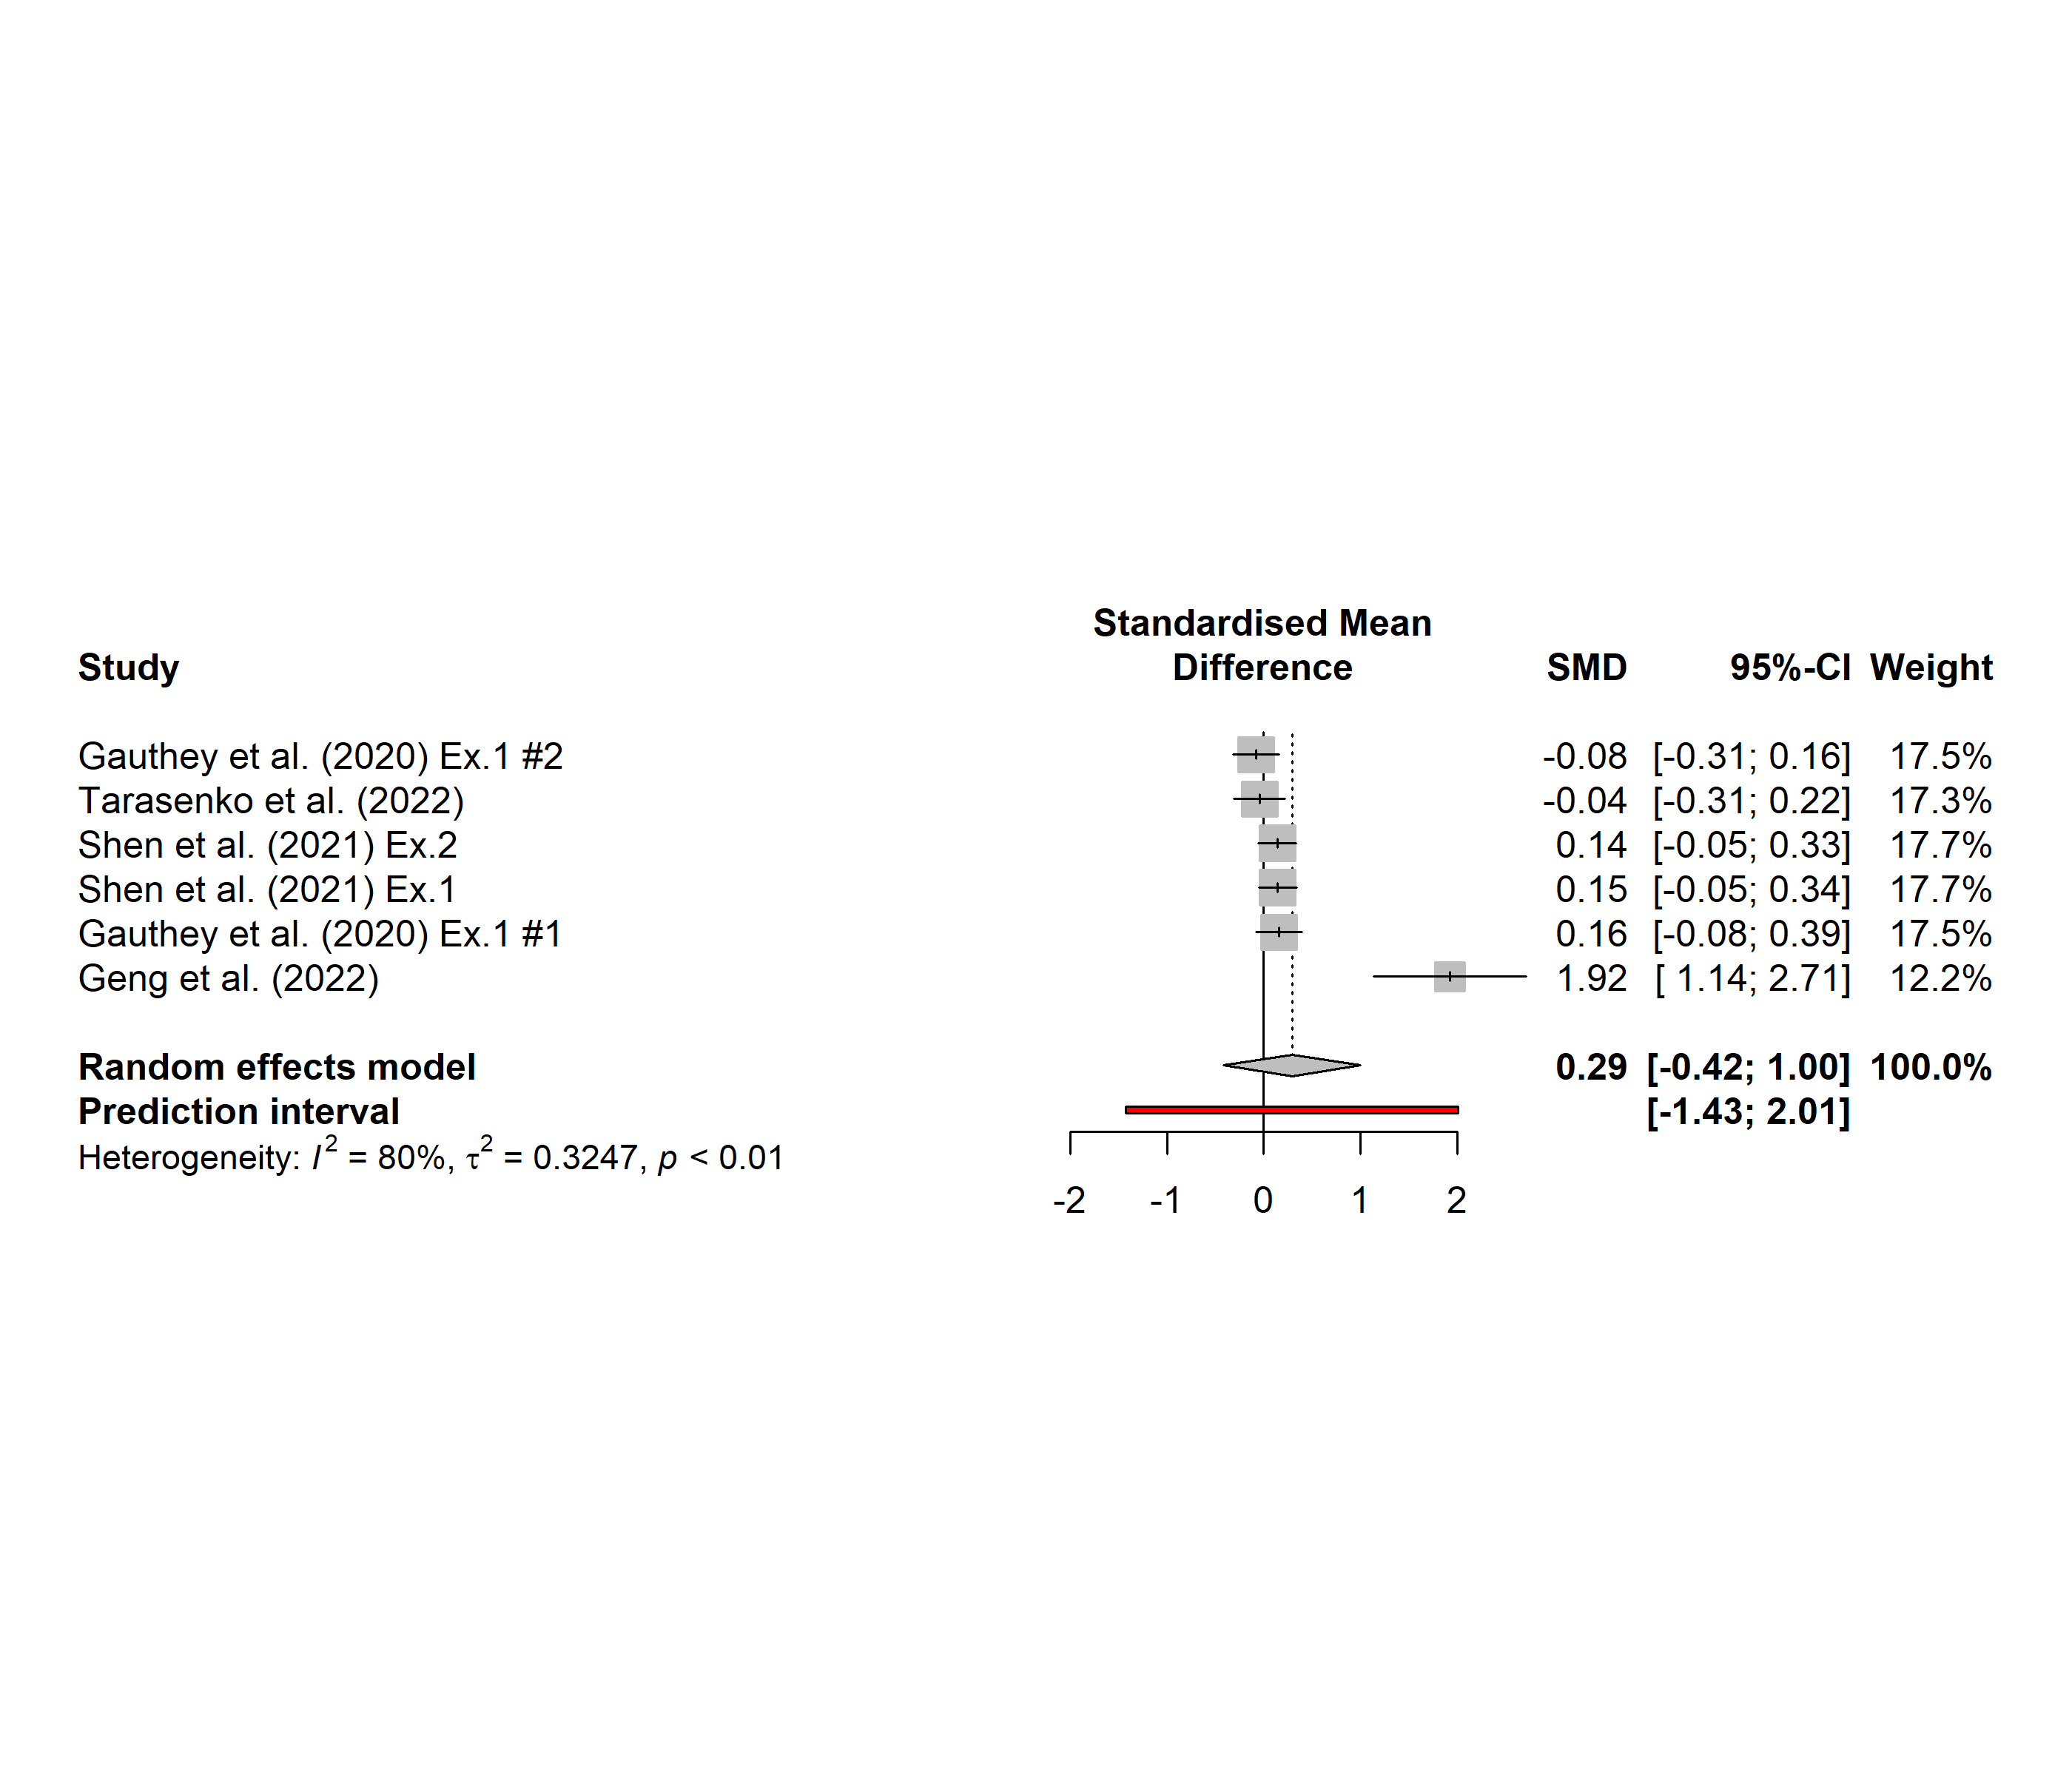 Standardised Mean
Study Difference SMD 95%-CI Weight
Gauthey et al. (2020) Ex.1 #2 -0.08 [-0.31; 0.16] 17.5%
Tarasenko et al. (2022) -0.04 [-0.31; 0.22] 17.3%
Shen et al. (2021) Ex.2 0.14 [-0.05; 0.33] 17.7%
Shen et al. (2021) Ex.1 0.15 [-0.05; 0.34] 17.7%
Gauthey et al. (2020) Ex.1 #1 0.16 [-0.08; 0.39] 17.5%
Geng et al. (2022) 1.92 [ 1.14; 2.71] 12.2%
Random effects model 0.29 [-0.42; 1.00] 100.0%
Prediction interval [-1.43; 2.01]
Heterogeneity: I² = 80%, τ² = 0.3247, p < 0.01
-2 -1 0 1 2